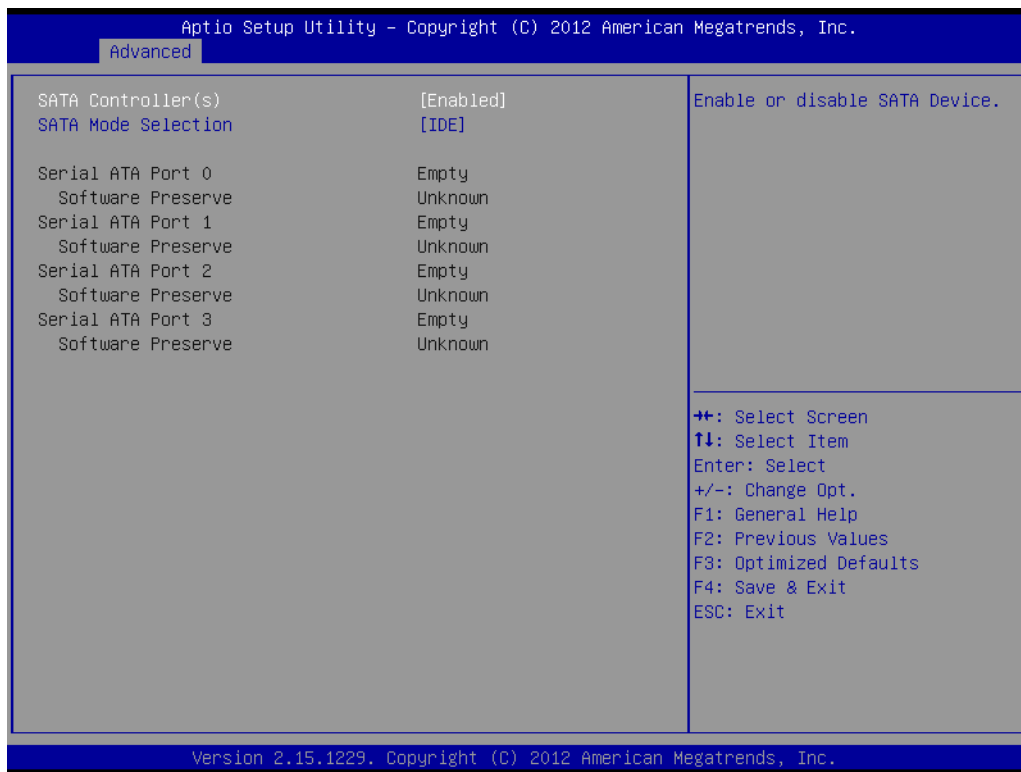 Aptio Setup Utility – Copyright (C) 2012 American Megatrends, Inc.
Advanced
SATA Controller(s) [Enabled]
SATA Mode Selection [IDE]
Serial ATA Port 0 Empty
Software Preserve Unknown
Serial ATA Port 1 Empty
Software Preserve Unknown
Serial ATA Port 2 Empty
Software Preserve Unknown
Serial ATA Port 3 Empty
Software Preserve Unknown
Enable or disable SATA Device.
→←: Select Screen
↑↓: Select Item
Enter: Select
+/-: Change Opt.
F1: General Help
F2: Previous Values
F3: Optimized Defaults
F4: Save & Exit
ESC: Exit
Version 2.15.1229. Copyright (C) 2012 American Megatrends, Inc.